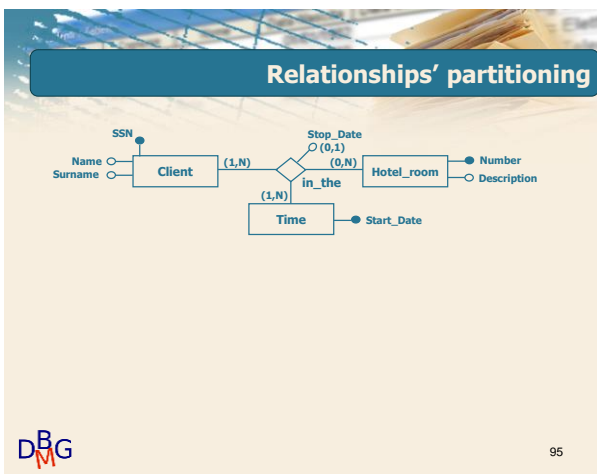 Relationships’ partitioning
SSN
Name
Surname
Client
(1,N)
Stop_Date
(0,1)
(0,N)
in_the
Hotel_room
Number
Description
(1,N)
Time
Start_Date
DBMG
95